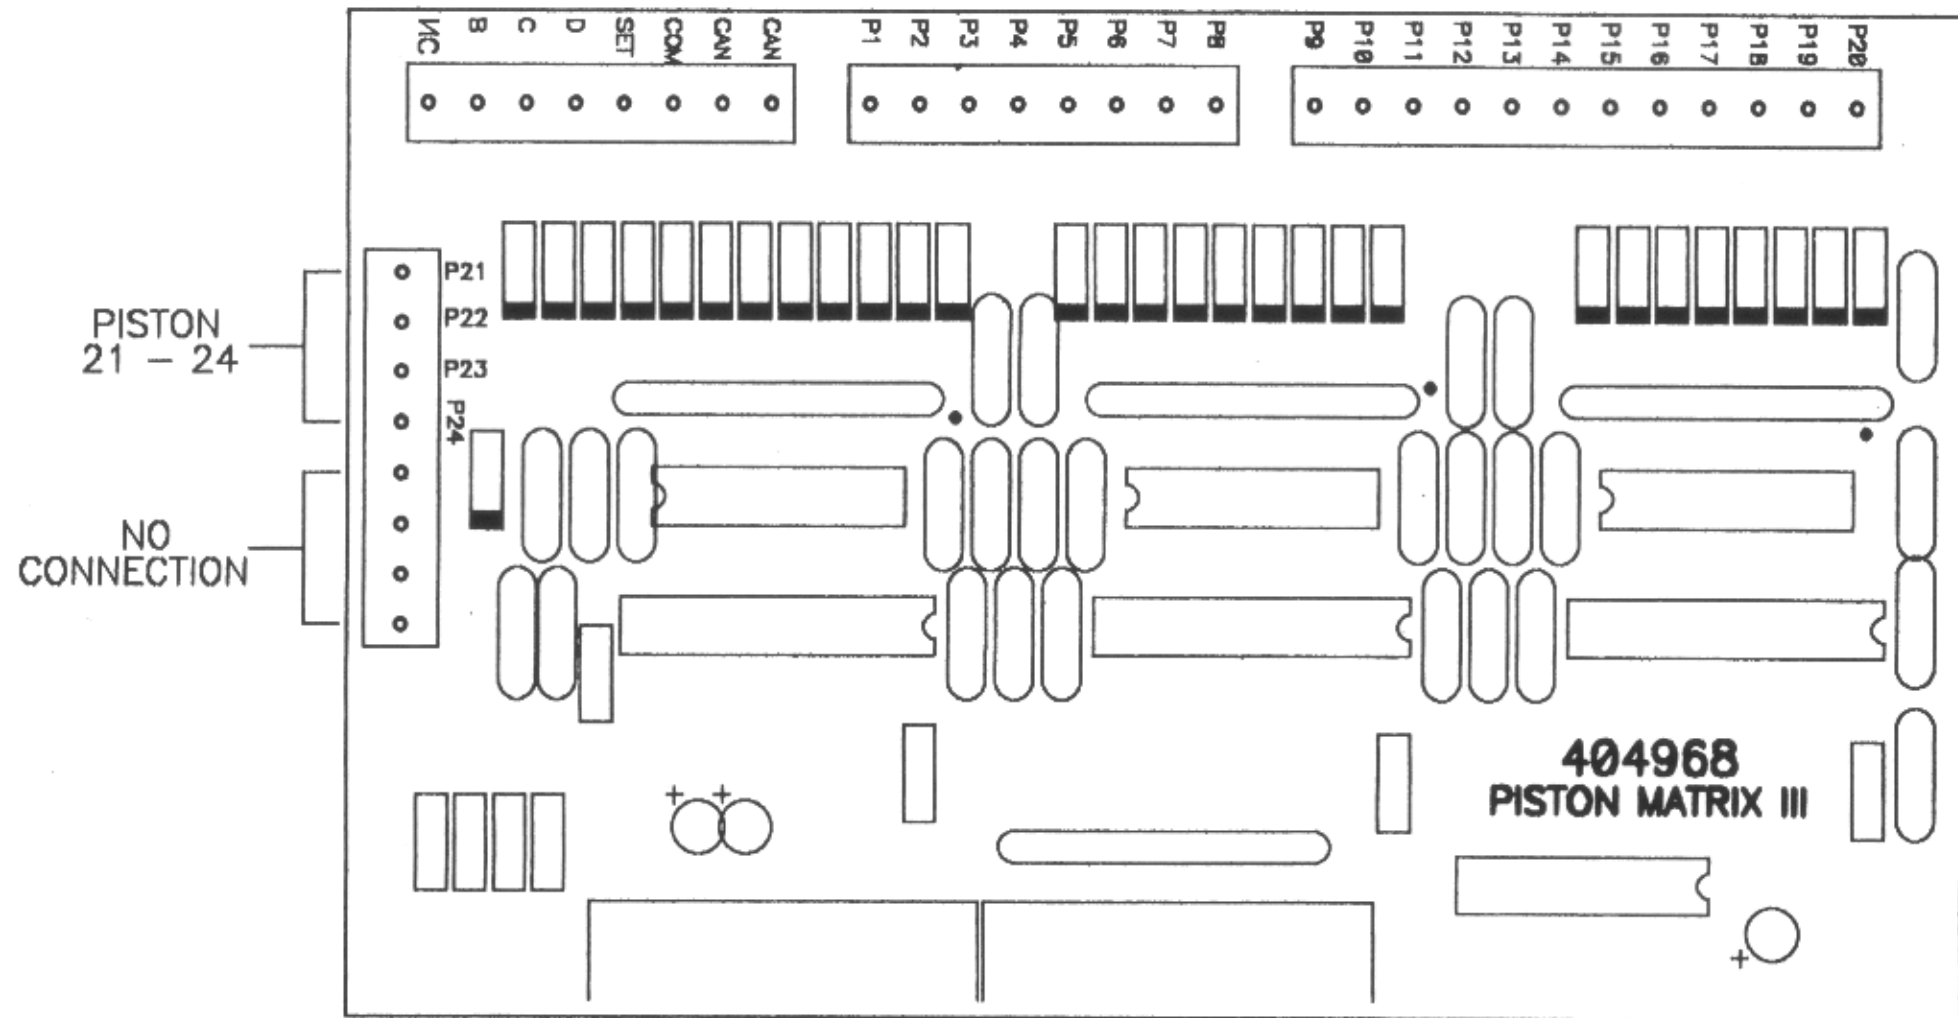 N/C
B
C
D
SET
COM
CAN
CAN
P1
P2
P3
P4
P5
P6
P7
P8
P9
P10
P11
P12
P13
P14
P15
P16
P17
P18
P19
P20
P21
P22
P23
P24
PISTON
21 – 24
NO
CONNECTION
404968
PISTON MATRIX III
+
+
+